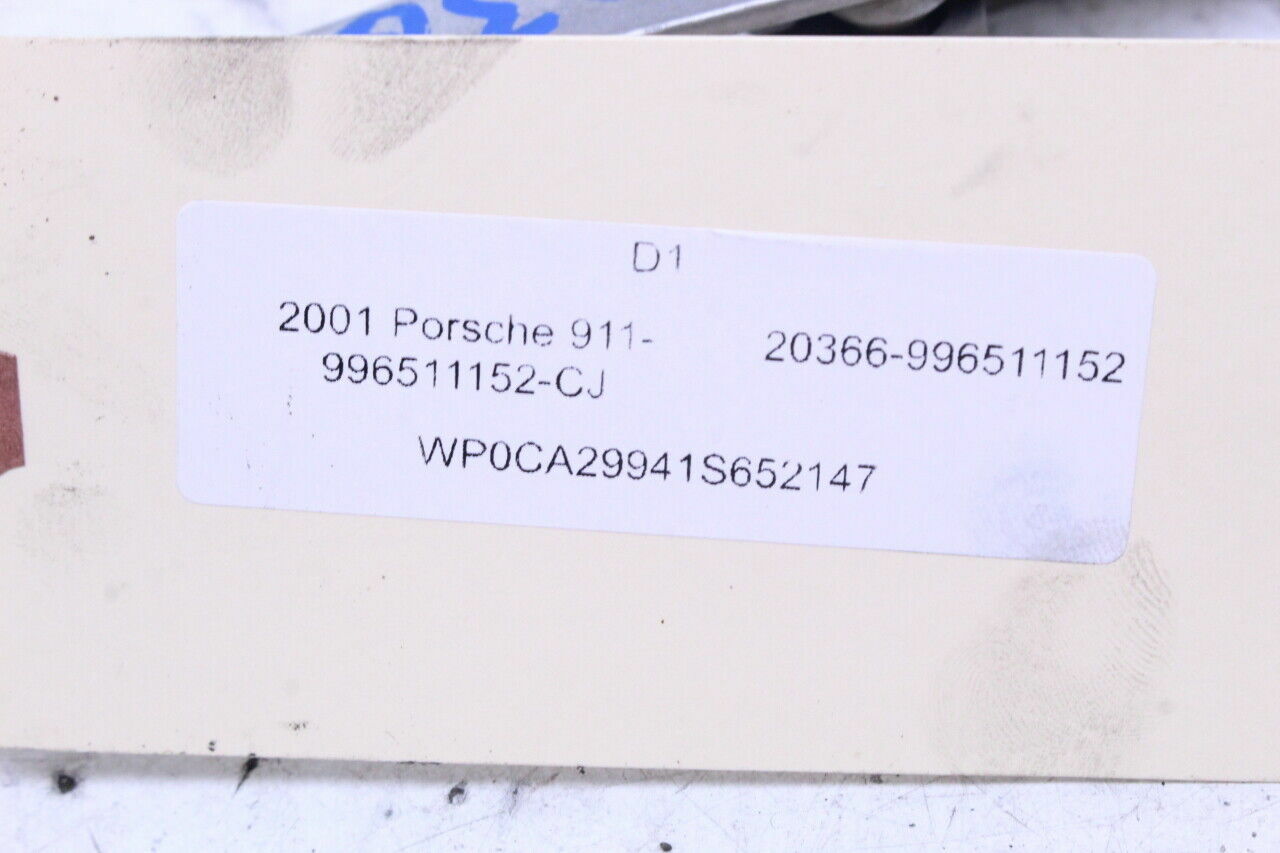 D1
2001 Porsche 911-
996511152-CJ
20366-996511152
WP0CA29941S652147